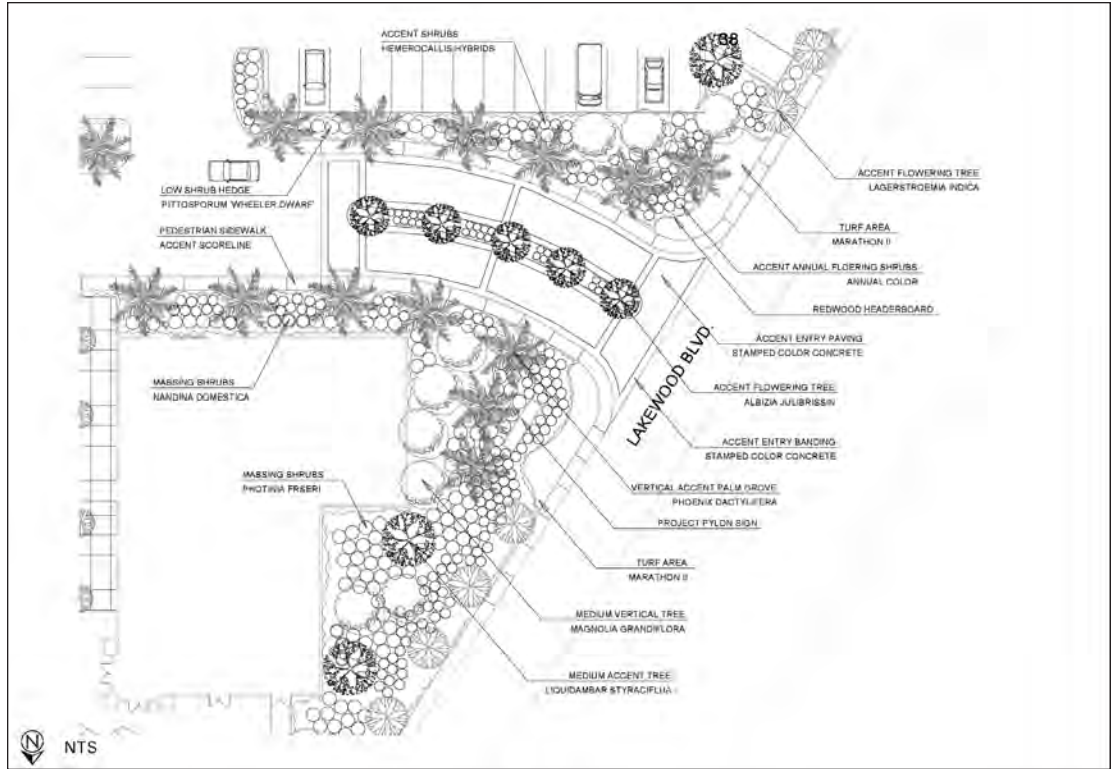 ACCENT SHRUBS
HEMEROCALLIS HYBRIDS
38
ACCENT FLOWERING TREE
LAGERSTROEMIA INDICA
LOW SHRUB HEDGE
PITTOSPORUM 'WHEELER DWARF'
PEDESTRIAN SIDEWALK
ACCENT SCORELINE
TURF AREA
MARATHON II
ACCENT ANNUAL FLOERING SHRUBS
ANNUAL COLOR
REDWOOD HEADERBOARD
ACCENT ENTRY PAVING
STAMPED COLOR CONCRETE
LAKEWOOD BLVD.
MASSING SHRUBS
NANDINA DOMESTICA
ACCENT FLOWERING TREE
ALBIZIA JULIBRISSIN
ACCENT ENTRY BANDING
STAMPED COLOR CONCRETE
MASSING SHRUBS
PHOTINIA FRSERI
VERTICAL ACCENT PALM GROVE
PHOENIX DACTYLIFERA
PROJECT PYLON SIGN
TURF AREA
MARATHON II
MEDIUM VERTICAL TREE
MAGNOLIA GRANDIFLORA
MEDIUM ACCENT TREE
LIQUIDAMBAR STYRACIFLUA
N
NTS